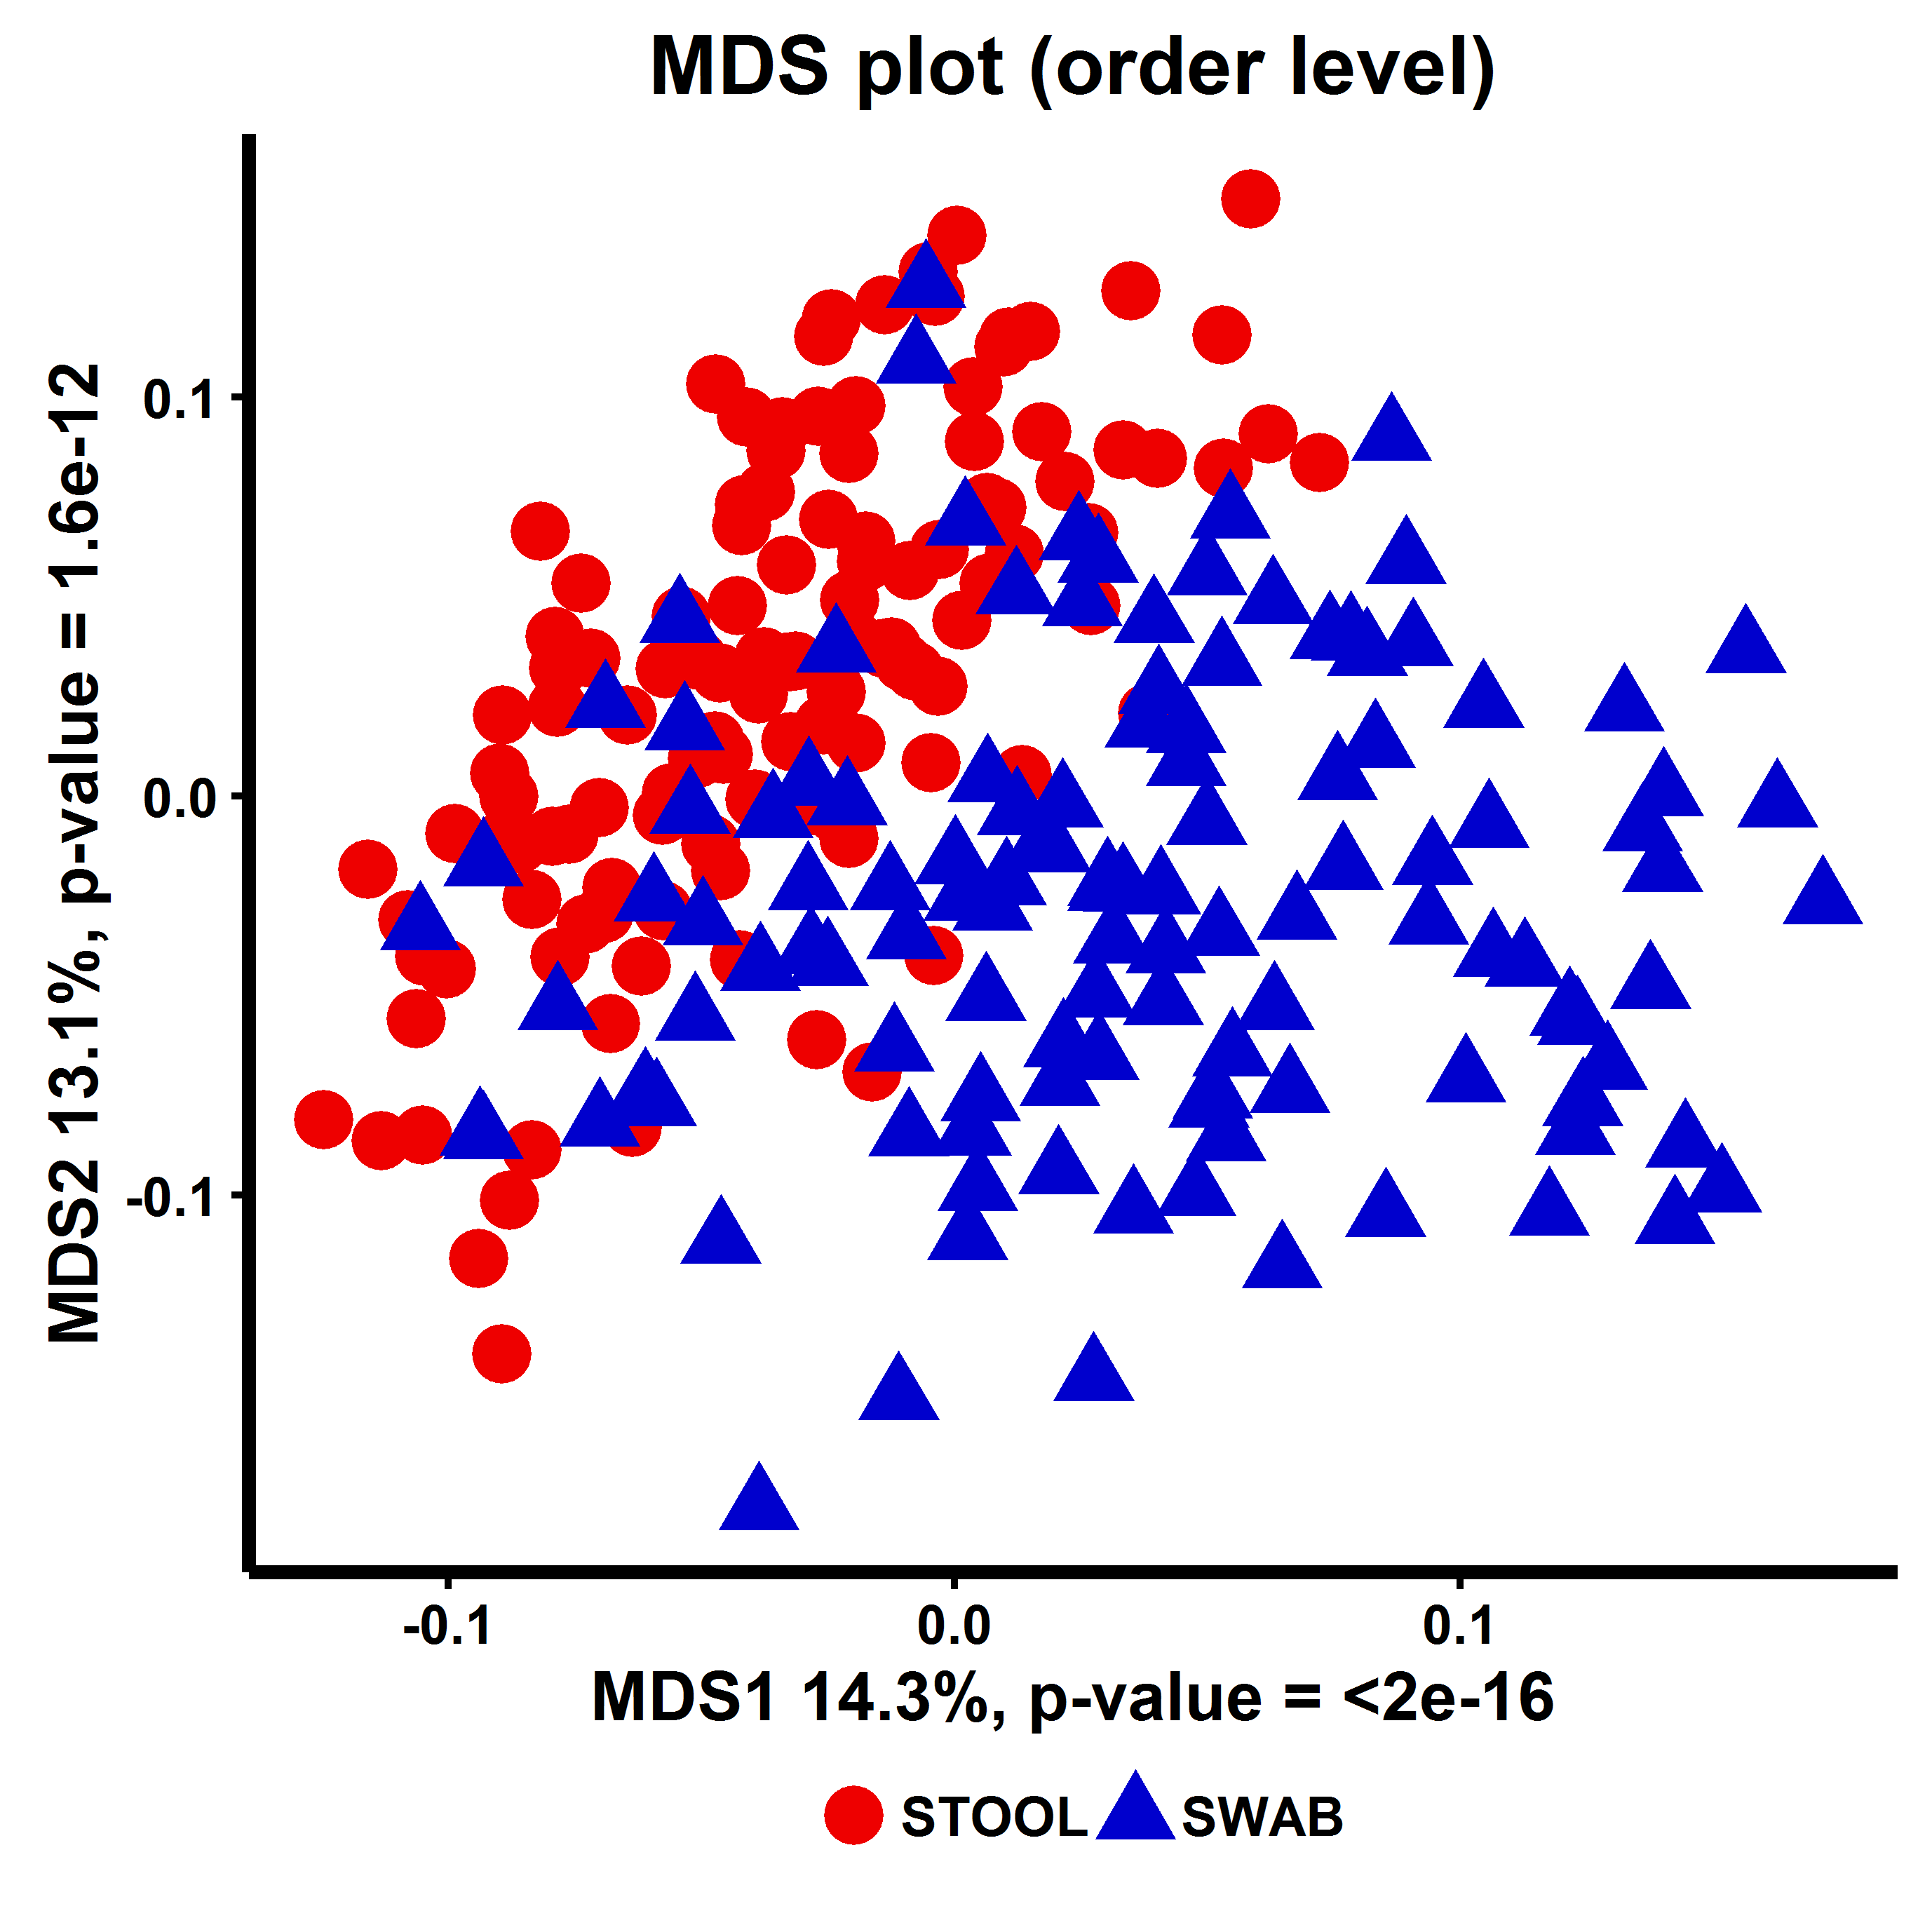 MDS plot (order level)
MDS2 13.1%, p-value = 1.6e-12
0.1
0.0
-0.1
-0.1 0.0 0.1
MDS1 14.3%, p-value = <2e-16
STOOL SWAB